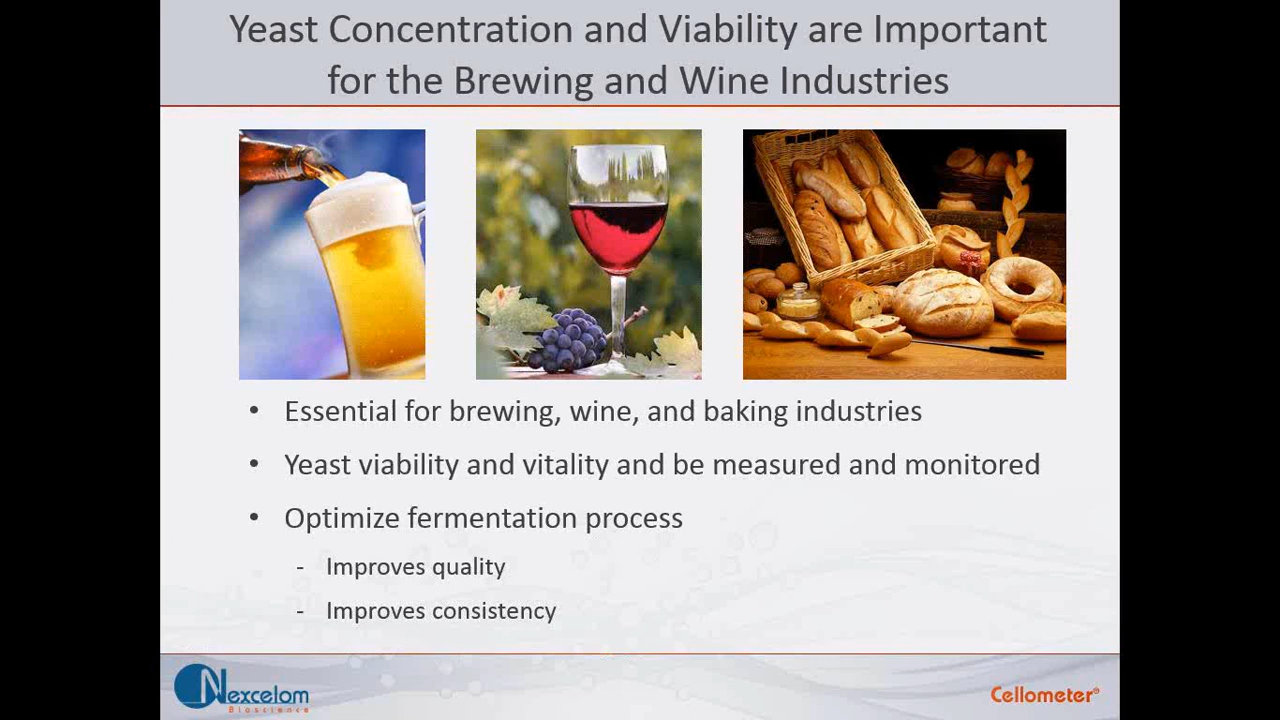 Yeast Concentration and Viability are Important
for the Brewing and Wine Industries
• Essential for brewing, wine, and baking industries
• Yeast viability and vitality and be measured and monitored
• Optimize fermentation process
- Improves quality
- Improves consistency
Nexcelom
Bioscience
Cellometer®